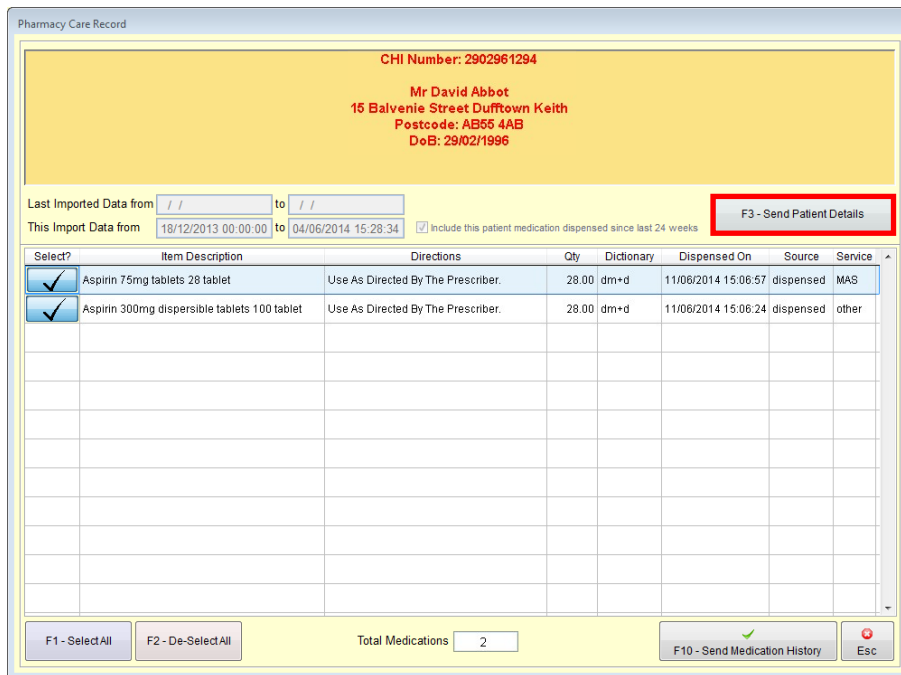 Pharmacy Care Record
CHI Number: 2902961294
Mr David Abbot
15 Balvenie Street Dufftown Keith
Postcode: AB55 4AB
DoB: 29/02/1996
Last Imported Data from / / to / /
F3 - Send Patient Details
This Import Data from 18/12/2013 00:00:00 to 04/06/2014 15:28:34 Include this patient medication dispensed since last 24 weeks
Select? Item Description Directions Qty Dictionary Dispensed On Source Service
Aspirin 75mg tablets 28 tablet Use As Directed By The Prescriber. 28.00 dm+d 11/06/2014 15:06:57 dispensed MAS
Aspirin 300mg dispersible tablets 100 tablet Use As Directed By The Prescriber. 28.00 dm+d 11/06/2014 15:06:24 dispensed other
F1 - Select All F2 - De-Select All Total Medications 2 F10 - Send Medication History Esc